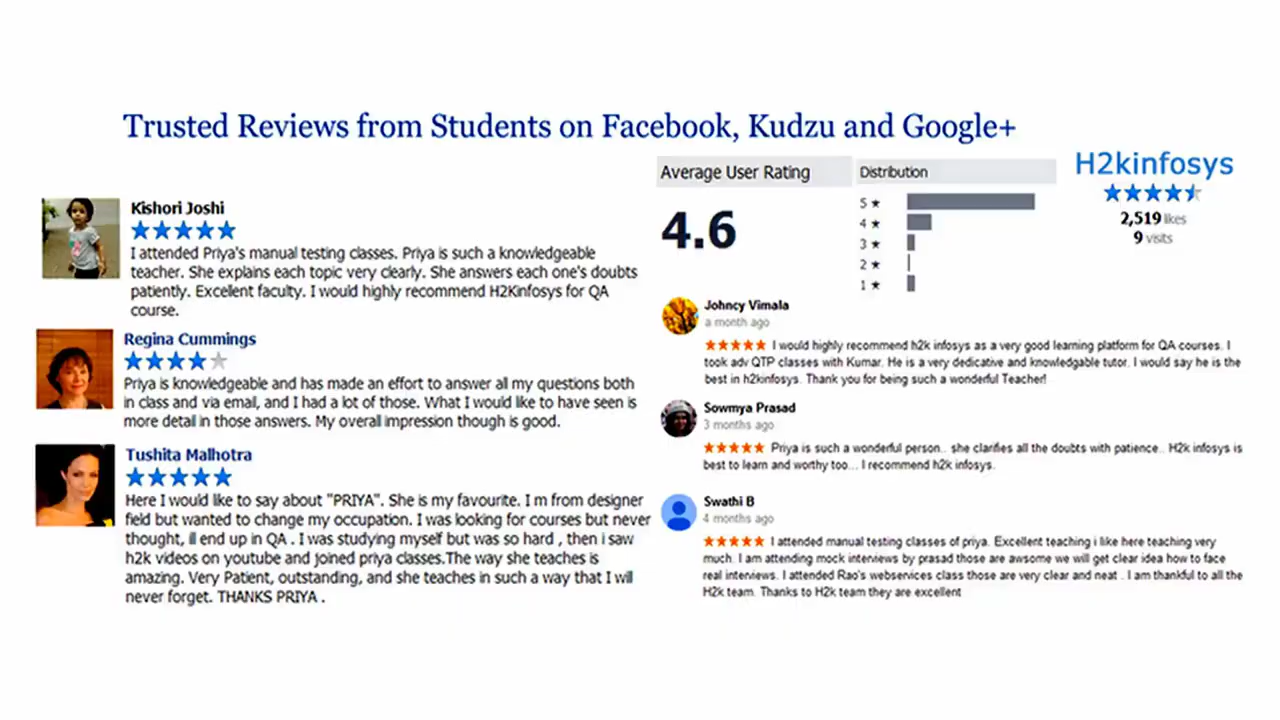 Trusted Reviews from Students on Facebook, Kudzu and Google+
Kishori Joshi
I attended Priya's manual testing classes. Priya is such a knowledgeable
teacher. She explains each topic very clearly. She answers each one's doubts
patiently. Excellent faculty. I would highly recommend H2Kinfosys for QA
course.
Regina Cummings
Priya is knowledgeable and has made an effort to answer all my questions both
in class and via email, and I had a lot of those. What I would like to have seen is
more detail in those answers. My overall impression though is good.
Tushita Malhotra
Here I would like to say about "PRIYA". She is my favourite. I m from designer
field but wanted to change my occupation. I was looking for courses but never
thought, ill end up in QA . I was studying myself but was so hard , then i saw
h2k videos on youtube and joined priya classes.The way she teaches is
amazing. Very Patient, outstanding, and she teaches in such a way that I will
never forget. THANKS PRIYA .
Average User Rating
4.6
Distribution
5 ★
4 ★
3 ★
2 ★
1 ★
H2kinfosys
2,519 likes
9 visits
Johncy Vimala
a month ago
I would highly recommend h2k infosys as a very good learning platform for QA courses. I
took adv QTP classes with Kumar. He is a very dedicative and knowledgable tutor. I would say he is the
best in h2kinfosys. Thank you for being such a wonderful Teacher!
Sowmya Prasad
3 months ago
Priya is such a wonderful person.. she clarifies all the doubts with patience.. H2k infosys is
best to learn and worthy too... I recommend h2k infosys.
Swathi B
4 months ago
I attended manual testing classes of priya. Excellent teaching i like here teaching very
much. I am attending mock interviews by prasad those are awsome we will get clear idea how to face
real interviews. I attended Rao's webservices class those are very clear and neat . I am thankful to all the
H2k team. Thanks to H2k team they are excellent